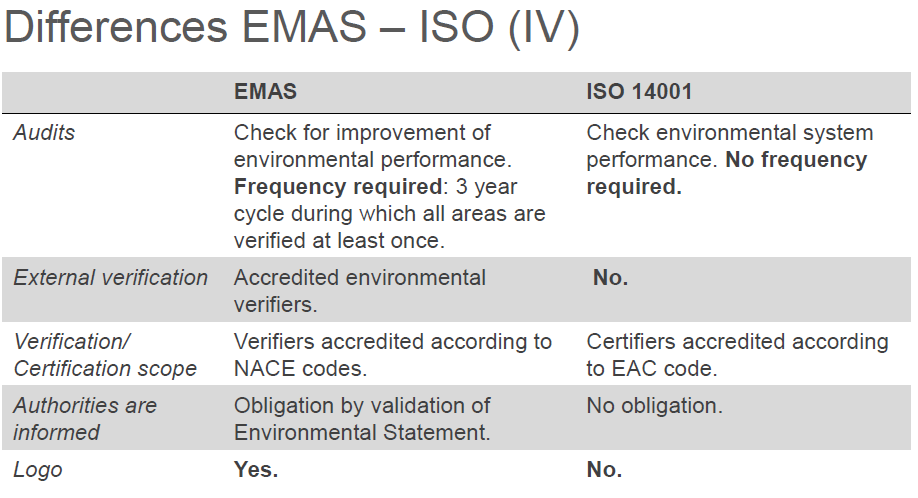 Differences EMAS – ISO (IV)
EMAS ISO 14001
Audits Check for improvement of Check environmental system
environmental performance. performance. No frequency
Frequency required: 3 year required.
cycle during which all areas are
verified at least once.
External verification Accredited environmental No.
verifiers.
Verification/ Verifiers accredited according to Certifiers accredited according
Certification scope NACE codes. to EAC code.
Authorities are Obligation by validation of No obligation.
informed Environmental Statement.
Logo Yes. No.